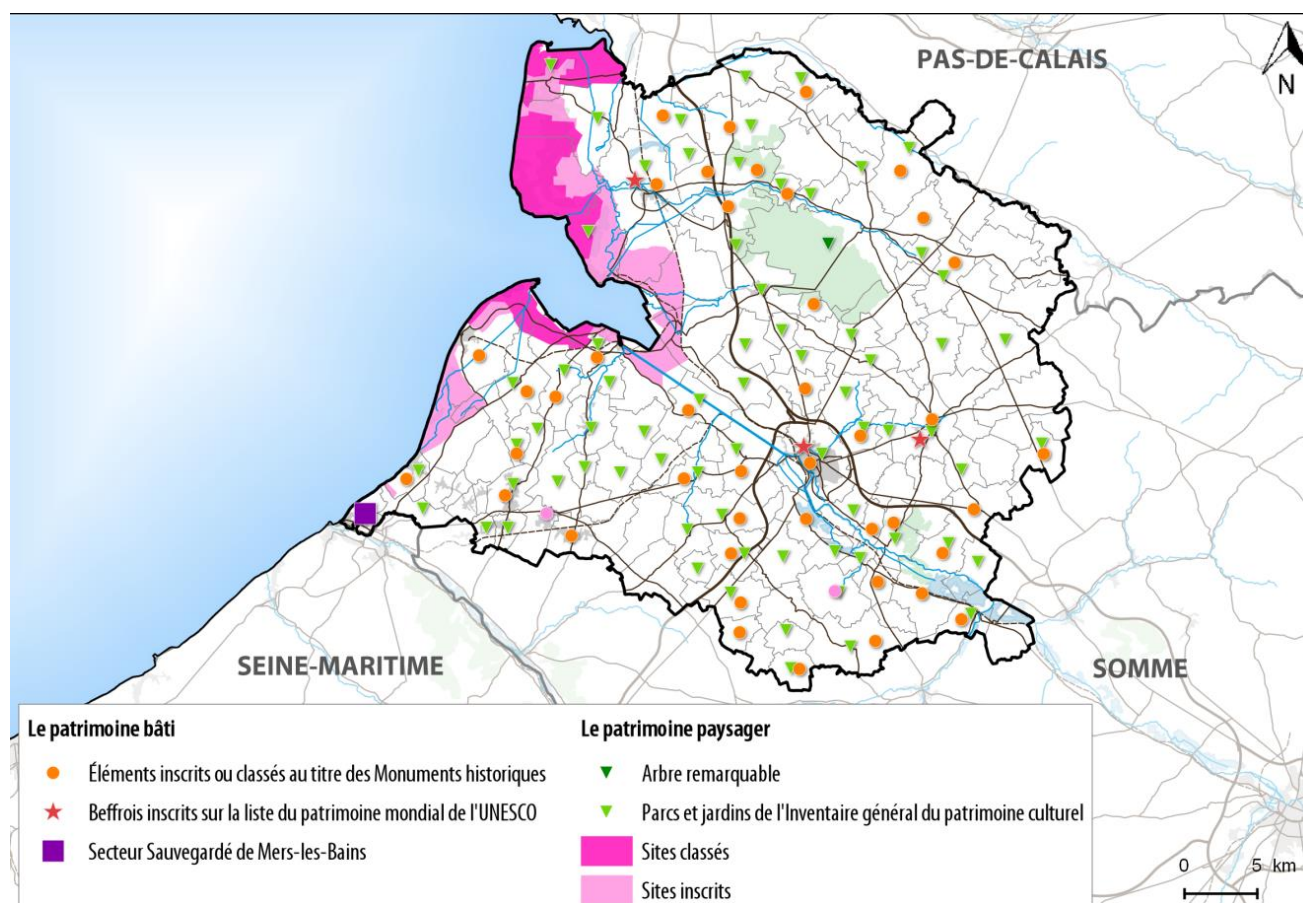 PAS-DE-CALAIS
N
SEINE-MARITIME
SOMME
Le patrimoine bâti
Éléments inscrits ou classés au titre des Monuments historiques
Beffrois inscrits sur la liste du patrimoine mondial de l'UNESCO
Secteur Sauvegardé de Mers-les-Bains
Le patrimoine paysager
Arbre remarquable
Parcs et jardins de l'Inventaire général du patrimoine culturel
Sites classés
Sites inscrits
0 5 km